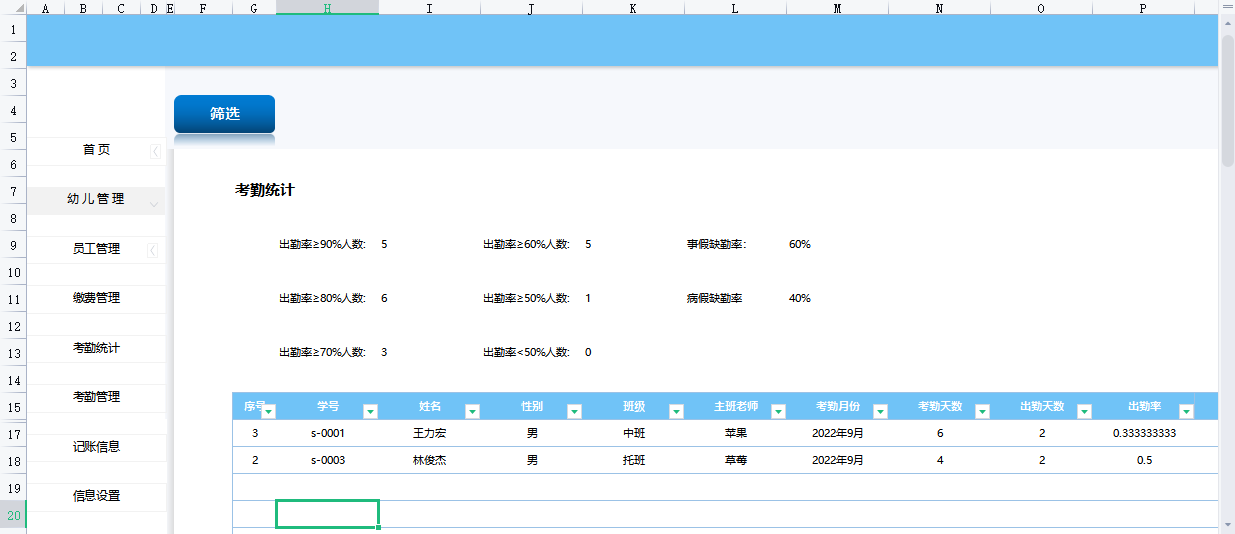 A B C D E F G H I J K L M N O P
1
2
3
4
筛选
5
首 页
6
7
幼 儿 管 理
考勤统计
8
9
员工管理
出勤率≥90%人数: 5 出勤率≥60%人数: 5 事假缺勤率: 60%
10
11
缴费管理
出勤率≥80%人数: 6 出勤率≥50%人数: 1 病假缺勤率 40%
12
13
考勤统计
出勤率≥70%人数: 3 出勤率<50%人数: 0
14
考勤管理
15
序号 学号 姓名 性别 班级 主班老师 考勤月份 考勤天数 出勤天数 出勤率
17
记账信息
3 s-0001 王力宏 男 中班 苹果 2022年9月 6 2 0.333333333
18
2 s-0003 林俊杰 男 托班 草莓 2022年9月 4 2 0.5
19
信息设置
20